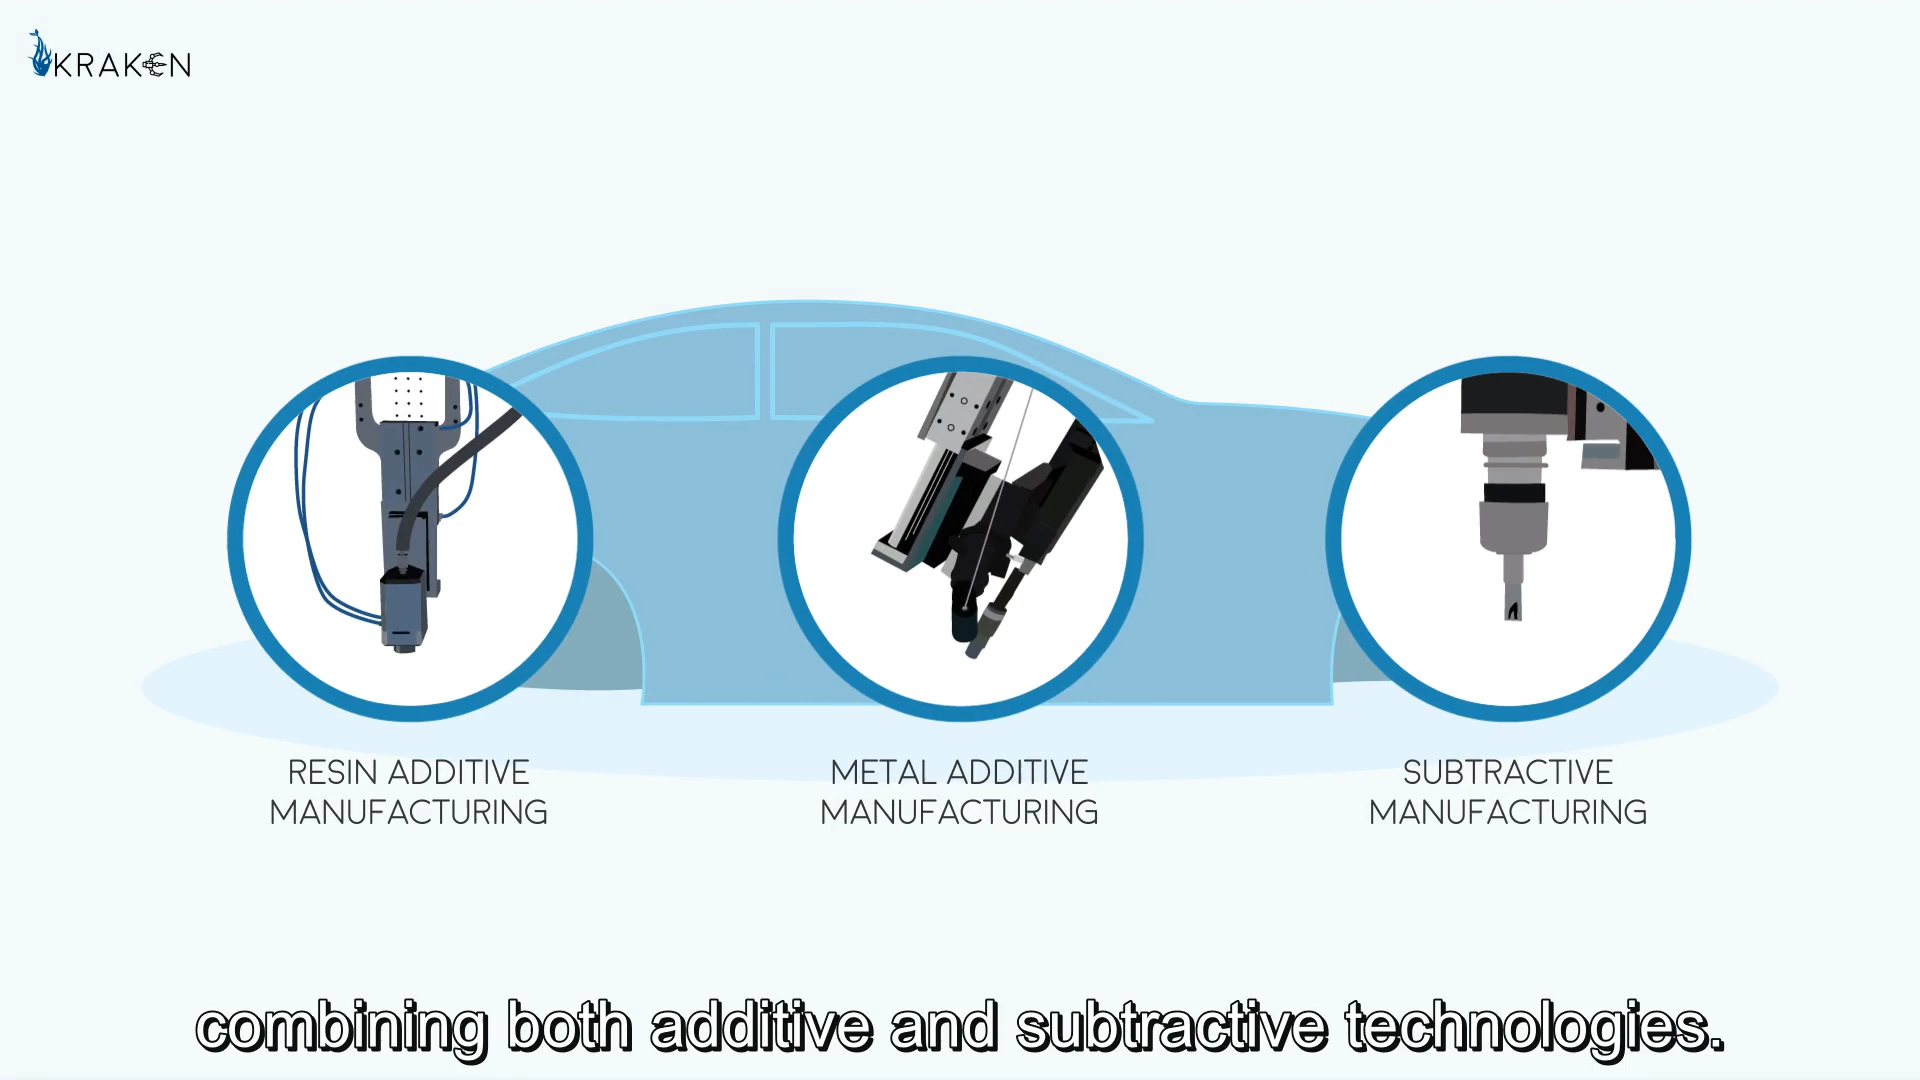 KRAKEN
RESIN ADDITIVE
MANUFACTURING
METAL ADDITIVE
MANUFACTURING
SUBTRACTIVE
MANUFACTURING
combining both additive and subtractive technologies.